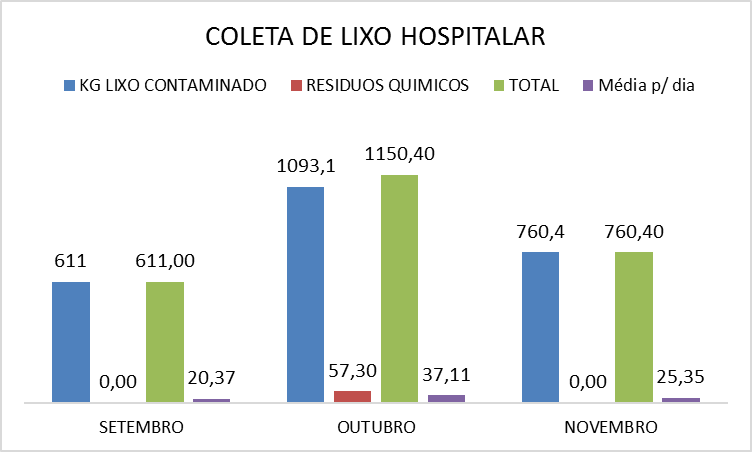 COLETA DE LIXO HOSPITALAR
KG LIXO CONTAMINADO RESIDUOS QUIMICOS TOTAL Média p/ dia
611 0,00 611,00 20,37
1093,1 57,30 1150,40 37,11
760,4 0,00 760,40 25,35
SETEMBRO OUTUBRO NOVEMBRO